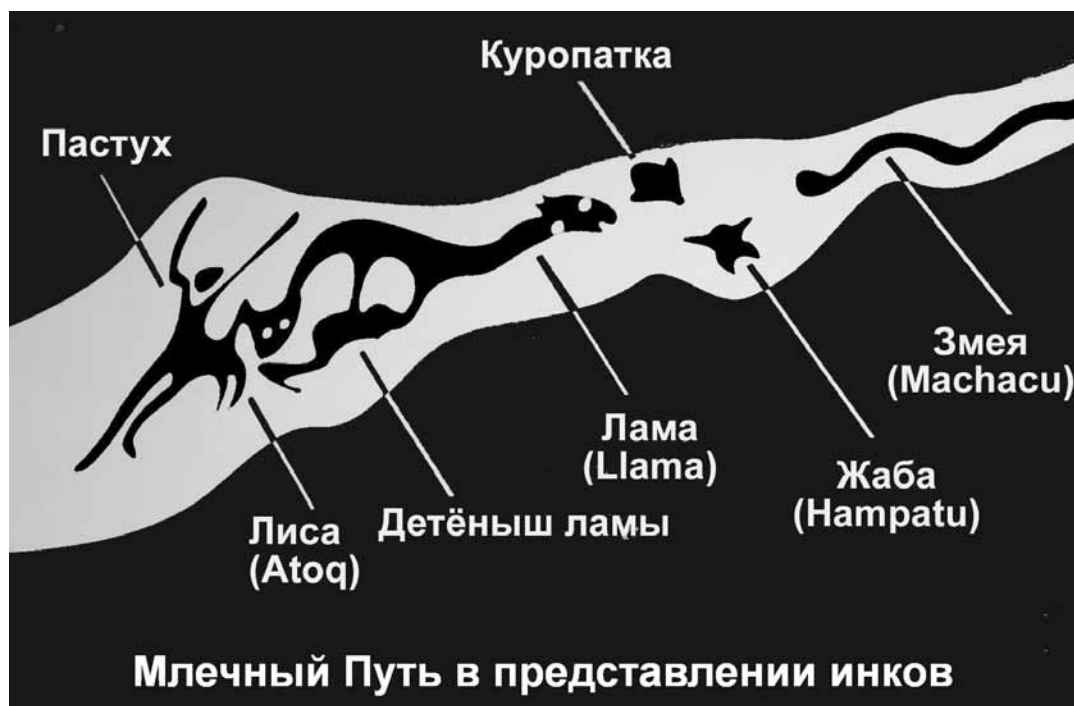 Куропатка
Пастух
Змея
(Machacu)
Лама
(Llama)
Жаба
(Hampatu)
Детёныш ламы
Лиса
(Atoq)
Млечный Путь в представлении инков